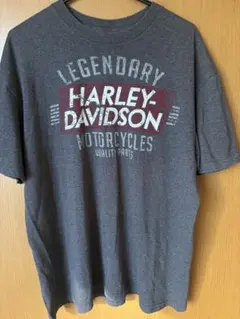 LEGENDARY
HARLEY-
DAVIDSON
MOTORCYCLES
QUALITY PARTS